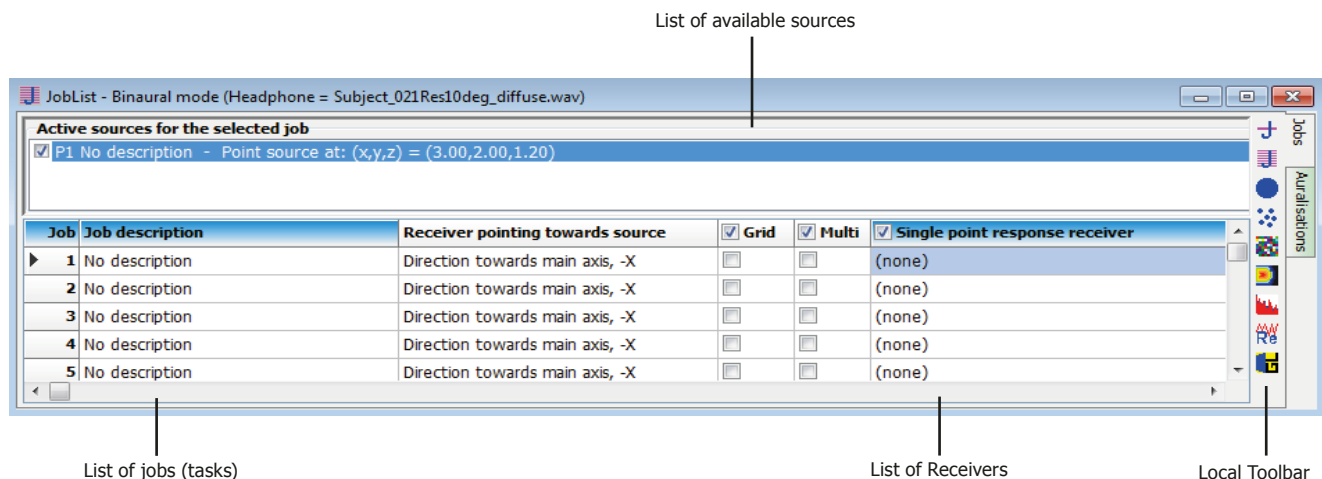 List of available sources
JobList - Binaural mode (Headphone = Subject_021Res10deg_diffuse.wav)
Active sources for the selected job
P1 No description - Point source at: (x,y,z) = (3.00,2.00,1.20)
Jobs
Auralisations
Job Job description Receiver pointing towards source Grid Multi Single point response receiver
1 No description Direction towards main axis, -X (none)
2 No description Direction towards main axis, -X (none)
3 No description Direction towards main axis, -X (none)
4 No description Direction towards main axis, -X (none)
5 No description Direction towards main axis, -X (none)
Re
List of jobs (tasks)
List of Receivers
Local Toolbar